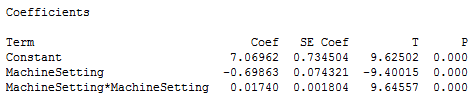 Coefficients
Term Coef SE Coef T P
Constant 7.06962 0.734504 9.62502 0.000
MachineSetting -0.69863 0.074321 -9.40015 0.000
MachineSetting*MachineSetting 0.01740 0.001804 9.64557 0.000